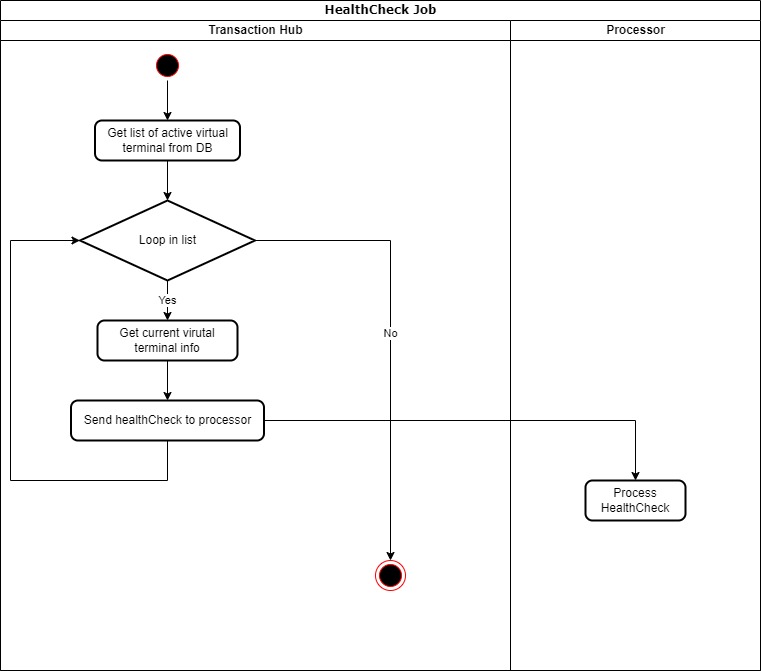 HealthCheck Job
Transaction Hub
Processor
Get list of active virtual
terminal from DB
Loop in list
Yes
Get current virutal
terminal info
No
Send healthCheck to processor
Process
HealthCheck